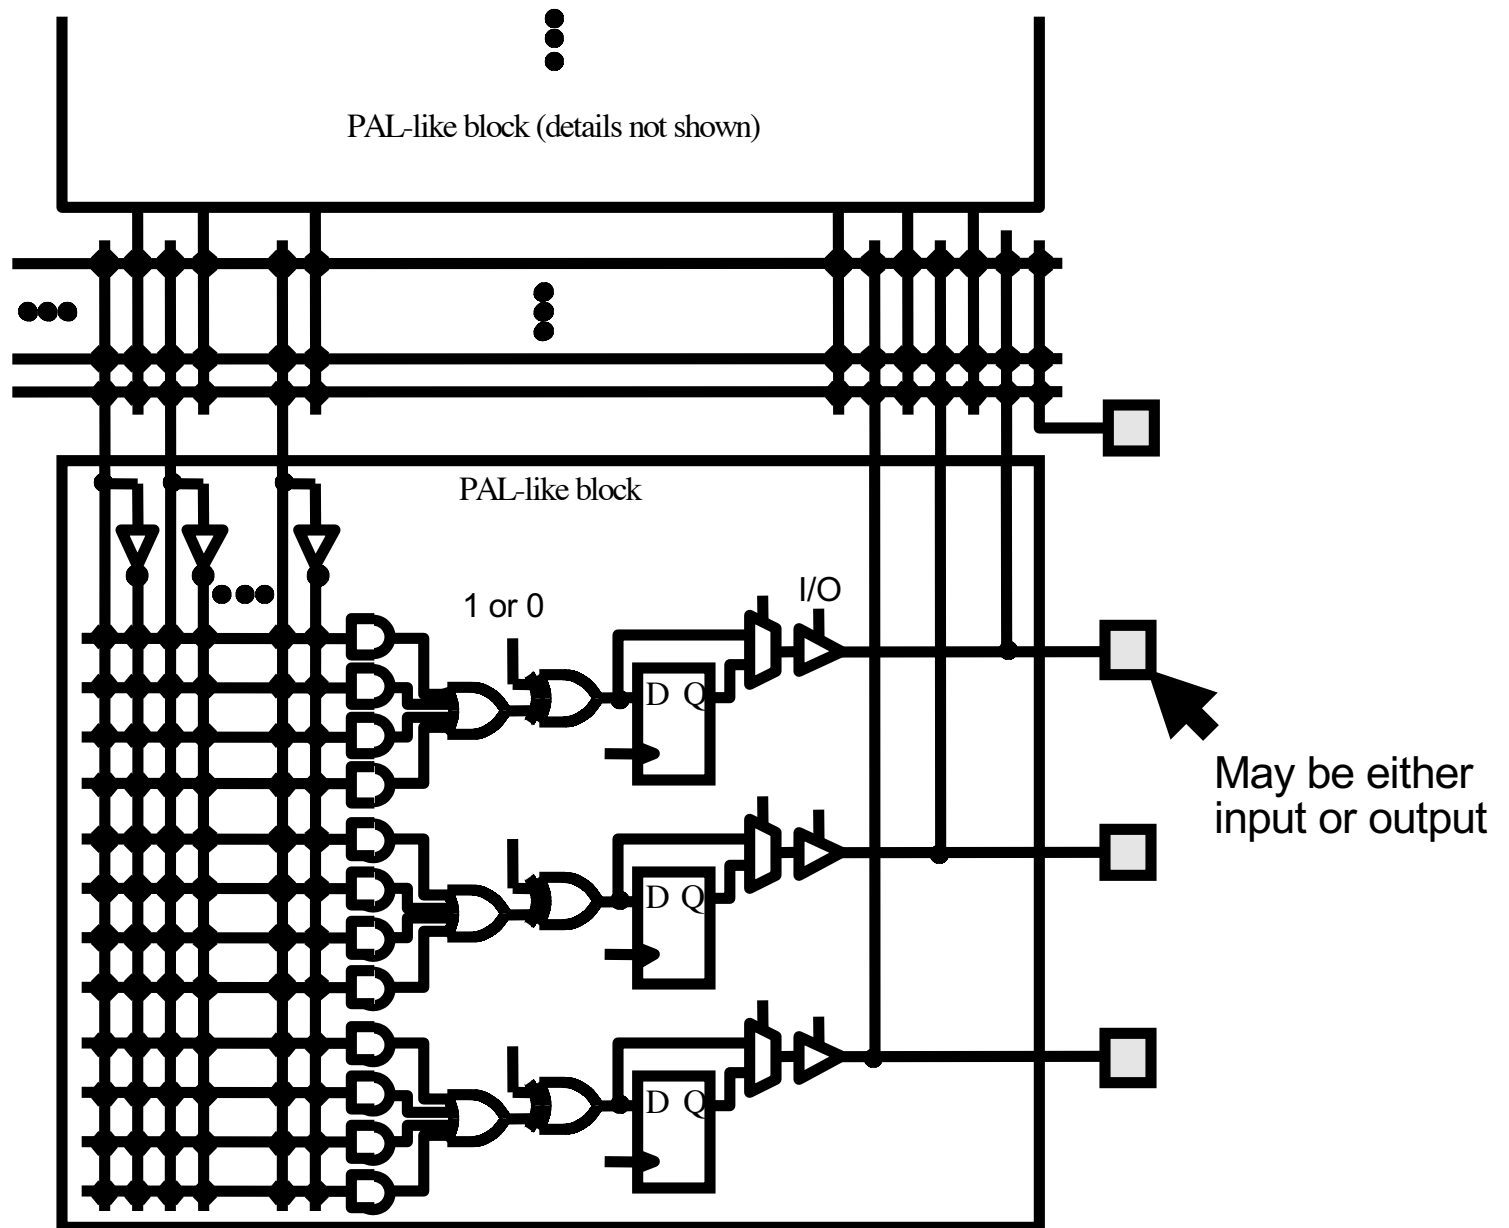 PAL-like block (details not shown)
PAL-like block
1 or 0
I/O
D Q
May be either
input or output
D Q
D Q